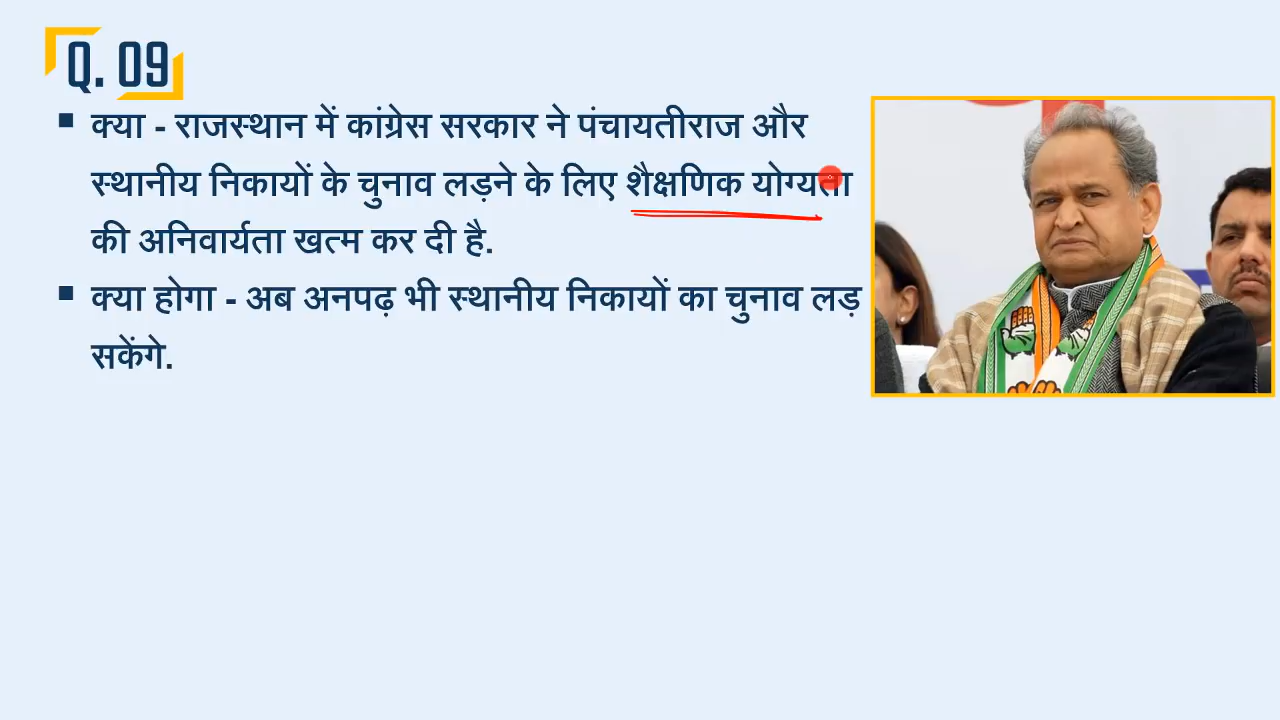 Q. 09
▪ क्या - राजस्थान में कांग्रेस सरकार ने पंचायतीराज और
स्थानीय निकायों के चुनाव लड़ने के लिए शैक्षणिक योग्यता
की अनिवार्यता खत्म कर दी है.
▪ क्या होगा - अब अनपढ़ भी स्थानीय निकायों का चुनाव लड़
सकेंगे.